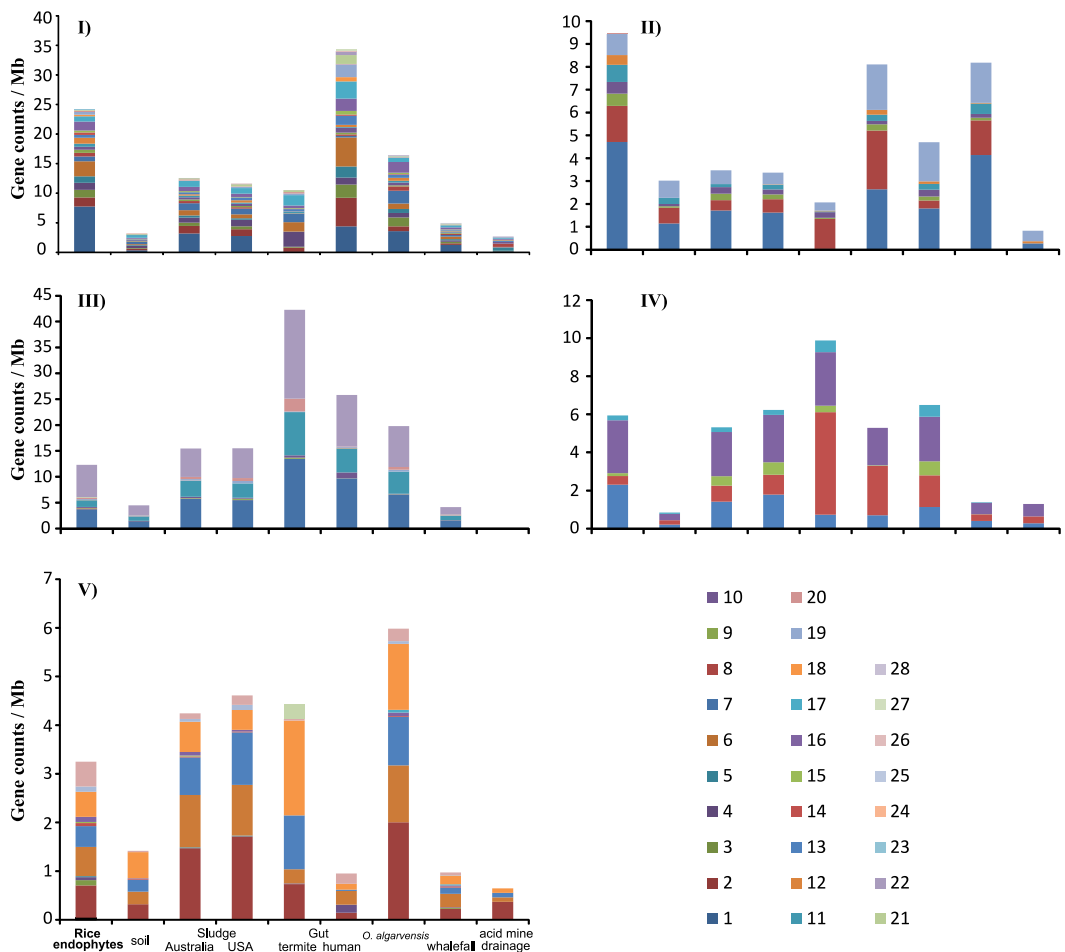 I)
Gene counts / Mb
40
35
30
25
20
15
10
5
0
II)
10
9
8
7
6
5
4
3
2
1
0
III)
Gene counts / Mb
45
40
35
30
25
20
15
10
5
0
IV)
12
10
8
6
4
2
0
V)
Gene counts / Mb
7
6
5
4
3
2
1
0
Rice endophytes
soil
Sludge
Australia USA
Gut
termite human
O. algarvensis
whalefall
acid mine drainage
10 20
9 19
8 18 28
7 17 27
6 16 26
5 15 25
4 14 24
3 13 23
2 12 22
1 11 21